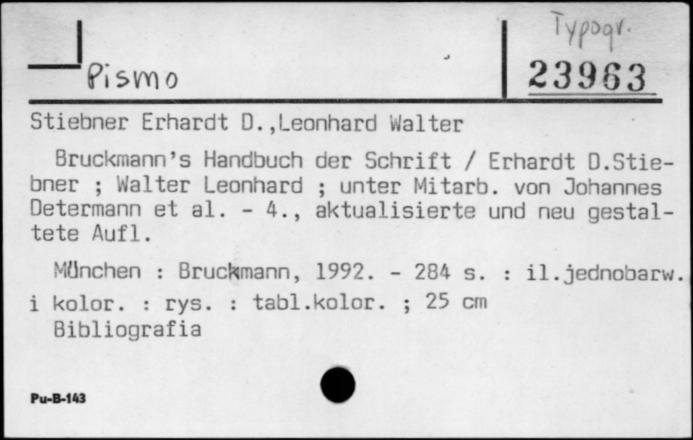 Typogr.
Pismo
23963
Stiebner Erhardt D.,Leonhard Walter
Bruckmann's Handbuch der Schrift / Erhardt D.Stie-
bner ; Walter Leonhard ; unter Mitarb. von Johannes
Determann et al. - 4., aktualisierte und neu gestal-
tete Aufl.
München : Bruckmann, 1992. - 284 s. : il.jednobarw.
i kolor. : rys. : tabl.kolor. ; 25 cm
Bibliografia
Pu-B-143